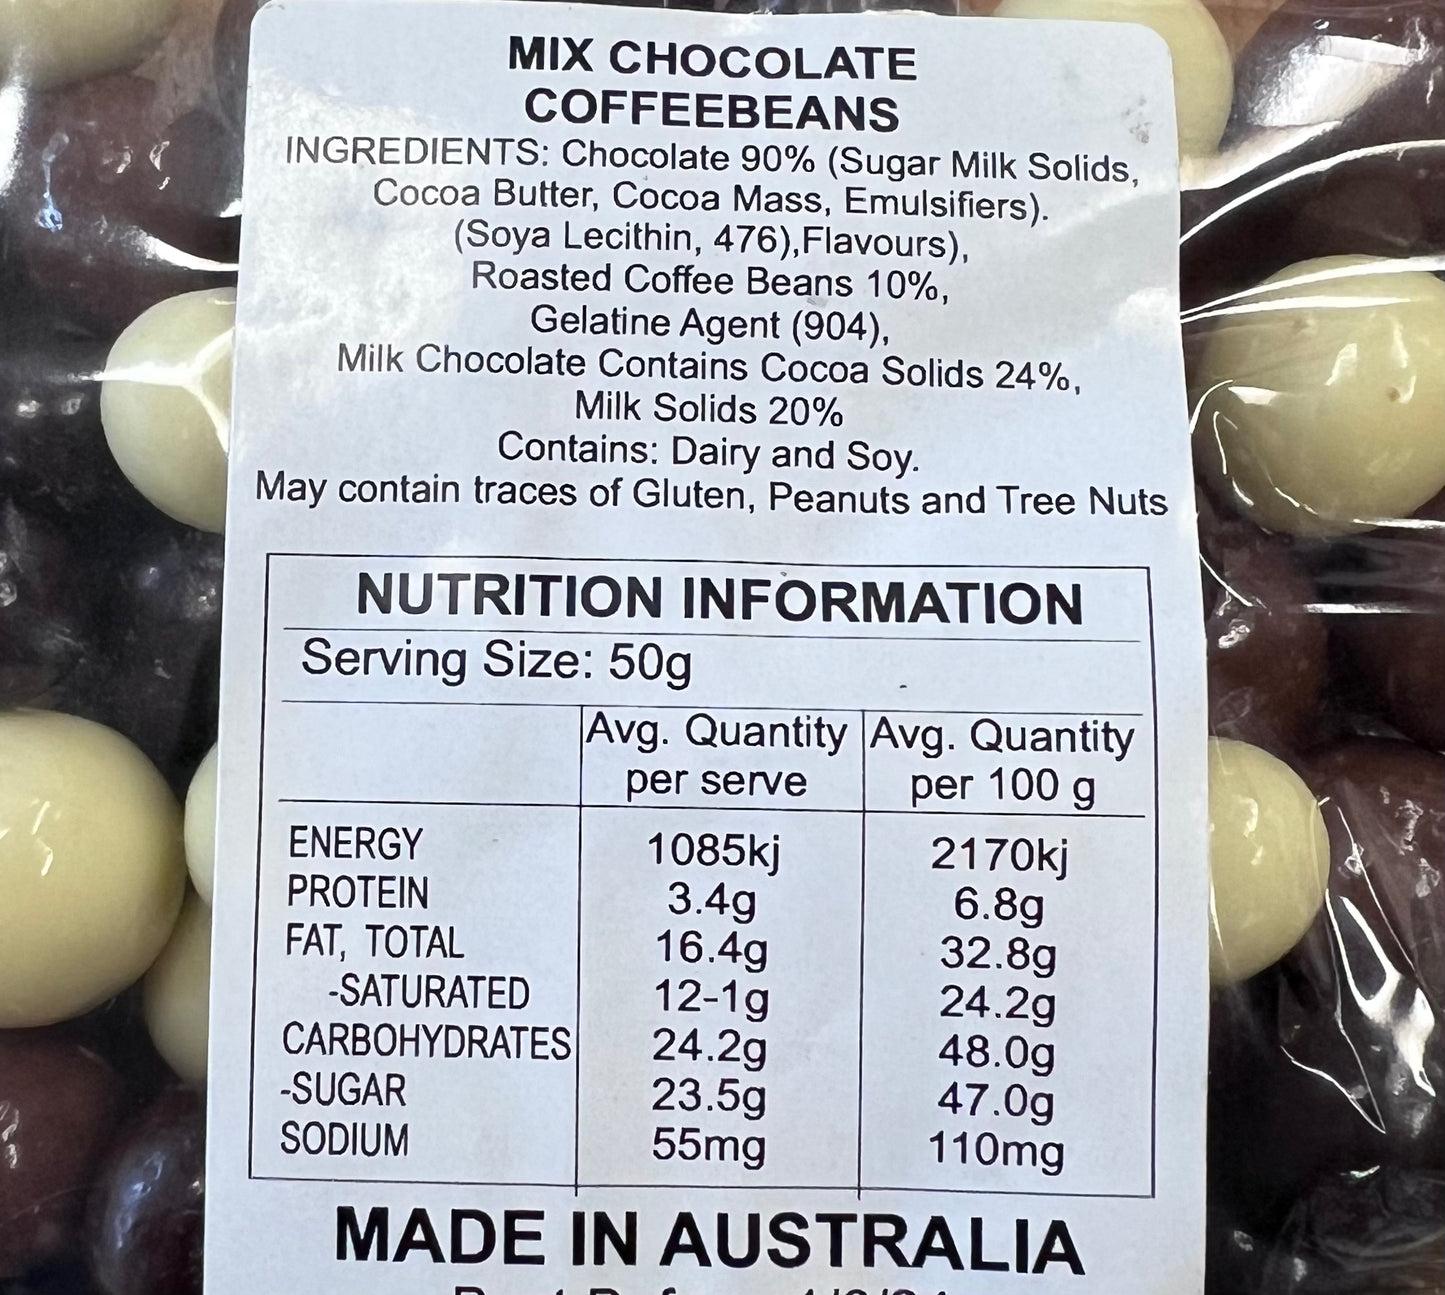 MIX CHOCOLATE
COFFEEBEANS
INGREDIENTS: Chocolate 90% (Sugar Milk Solids,
Cocoa Butter, Cocoa Mass, Emulsifiers).
(Soya Lecithin, 476),Flavours),
Roasted Coffee Beans 10%,
Gelatine Agent (904),
Milk Chocolate Contains Cocoa Solids 24%,
Milk Solids 20%
Contains: Dairy and Soy.
May contain traces of Gluten, Peanuts and Tree Nuts
NUTRITION INFORMATION
Serving Size: 50g
Avg. Quantity per serve Avg. Quantity per 100 g
ENERGY 1085kj 2170kj
PROTEIN 3.4g 6.8g
FAT, TOTAL 16.4g 32.8g
-SATURATED 12-1g 24.2g
CARBOHYDRATES 24.2g 48.0g
-SUGAR 23.5g 47.0g
SODIUM 55mg 110mg
MADE IN AUSTRALIA